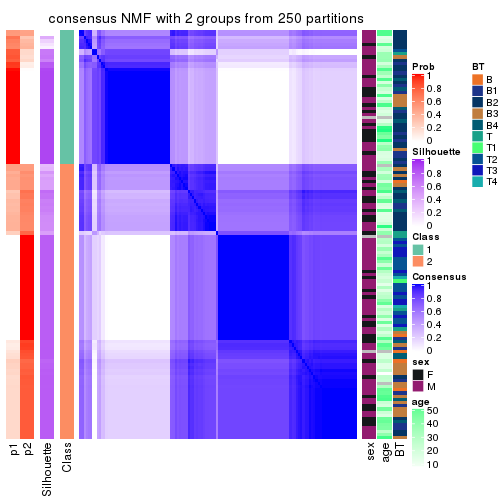 consensus NMF with 2 groups from 250 partitions
p1
p2
Silhouette
Class
sex
age
BT
Prob
1
0.8
0.6
0.4
0.2
0
Silhouette
1
0.8
0.6
0.4
0.2
0
Class
1
2
Consensus
1
0.8
0.6
0.4
0.2
0
sex
F
M
age
50
40
30
20
10
BT
B
B1
B2
B3
B4
T
T1
T2
T3
T4